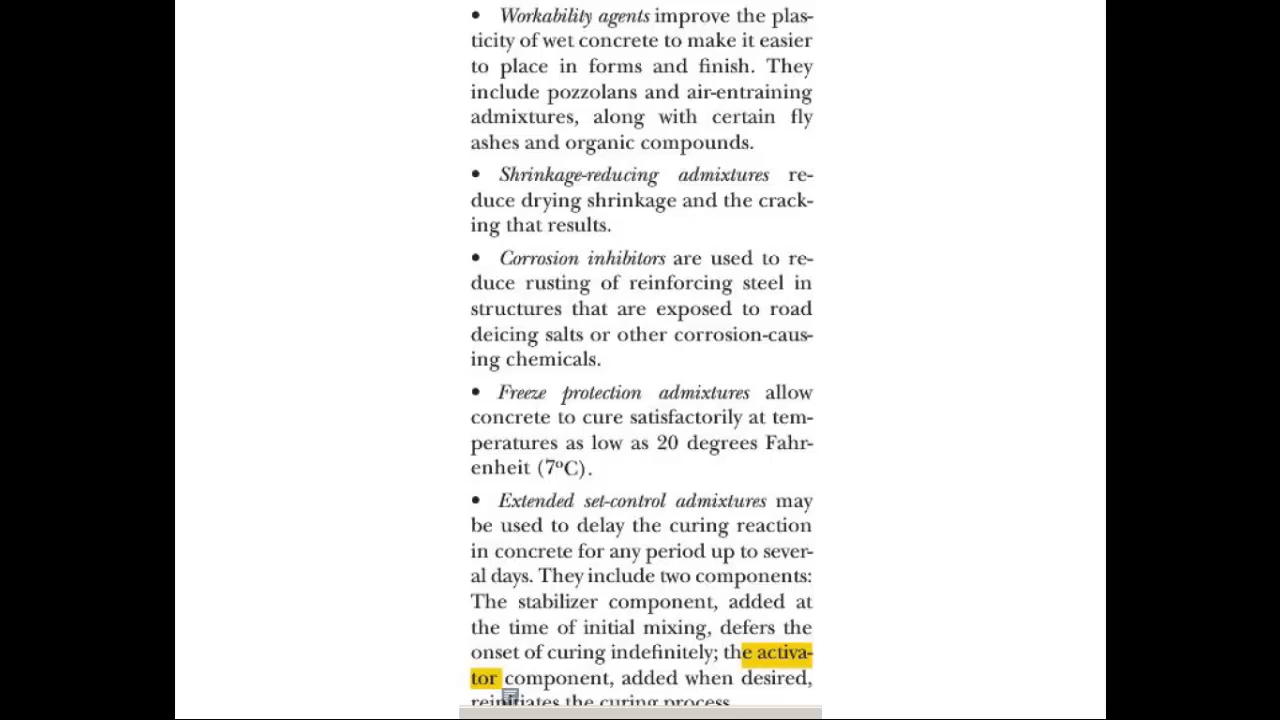 • Workability agents improve the plas-
ticity of wet concrete to make it easier
to place in forms and finish. They
include pozzolans and air-entraining
admixtures, along with certain fly
ashes and organic compounds.
• Shrinkage-reducing admixtures re-
duce drying shrinkage and the crack-
ing that results.
• Corrosion inhibitors are used to re-
duce rusting of reinforcing steel in
structures that are exposed to road
deicing salts or other corrosion-caus-
ing chemicals.
• Freeze protection admixtures allow
concrete to cure satisfactorily at tem-
peratures as low as 20 degrees Fahr-
enheit (7°C).
• Extended set-control admixtures may
be used to delay the curing reaction
in concrete for any period up to sever-
al days. They include two components:
The stabilizer component, added at
the time of initial mixing, defers the
onset of curing indefinitely; the activa-
tor component, added when desired,
reinitiates the curing process